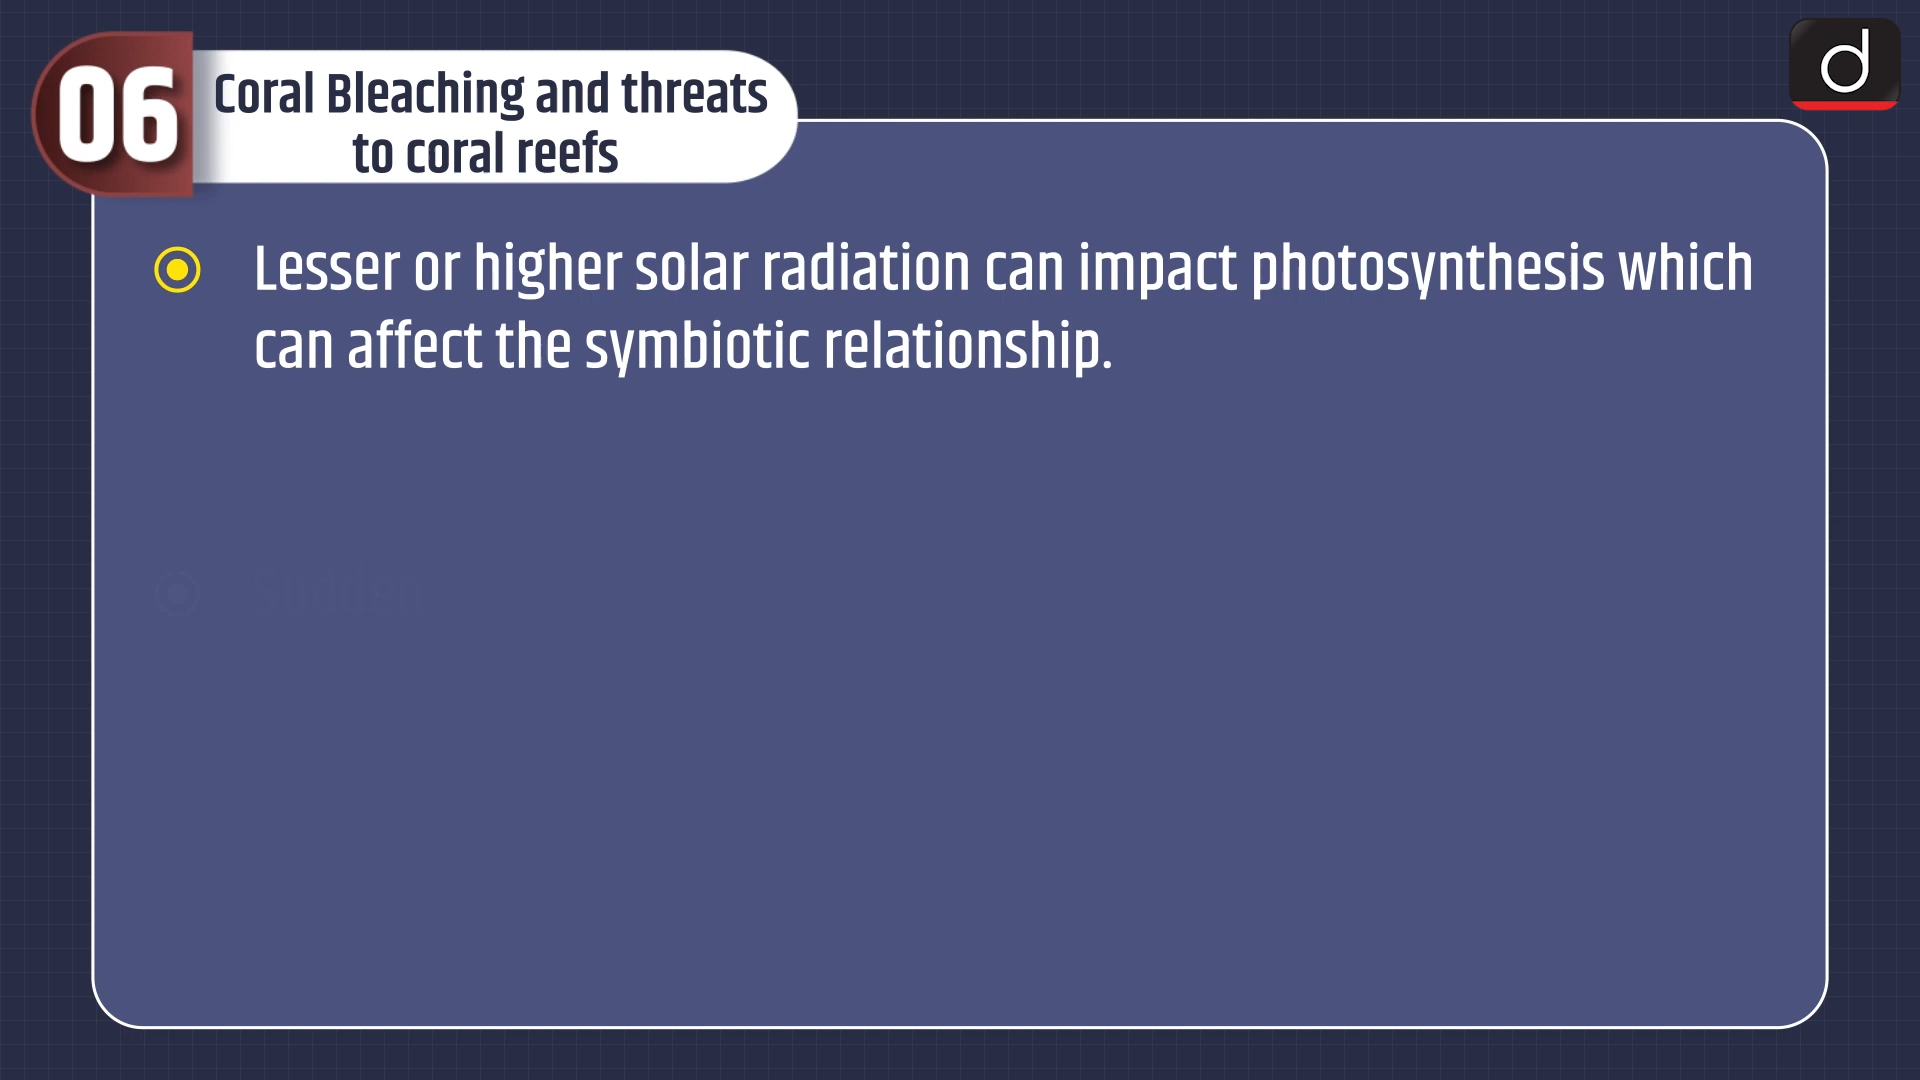 06
Coral Bleaching and threats
to coral reefs
Lesser or higher solar radiation can impact photosynthesis which
can affect the symbiotic relationship.
Sudden